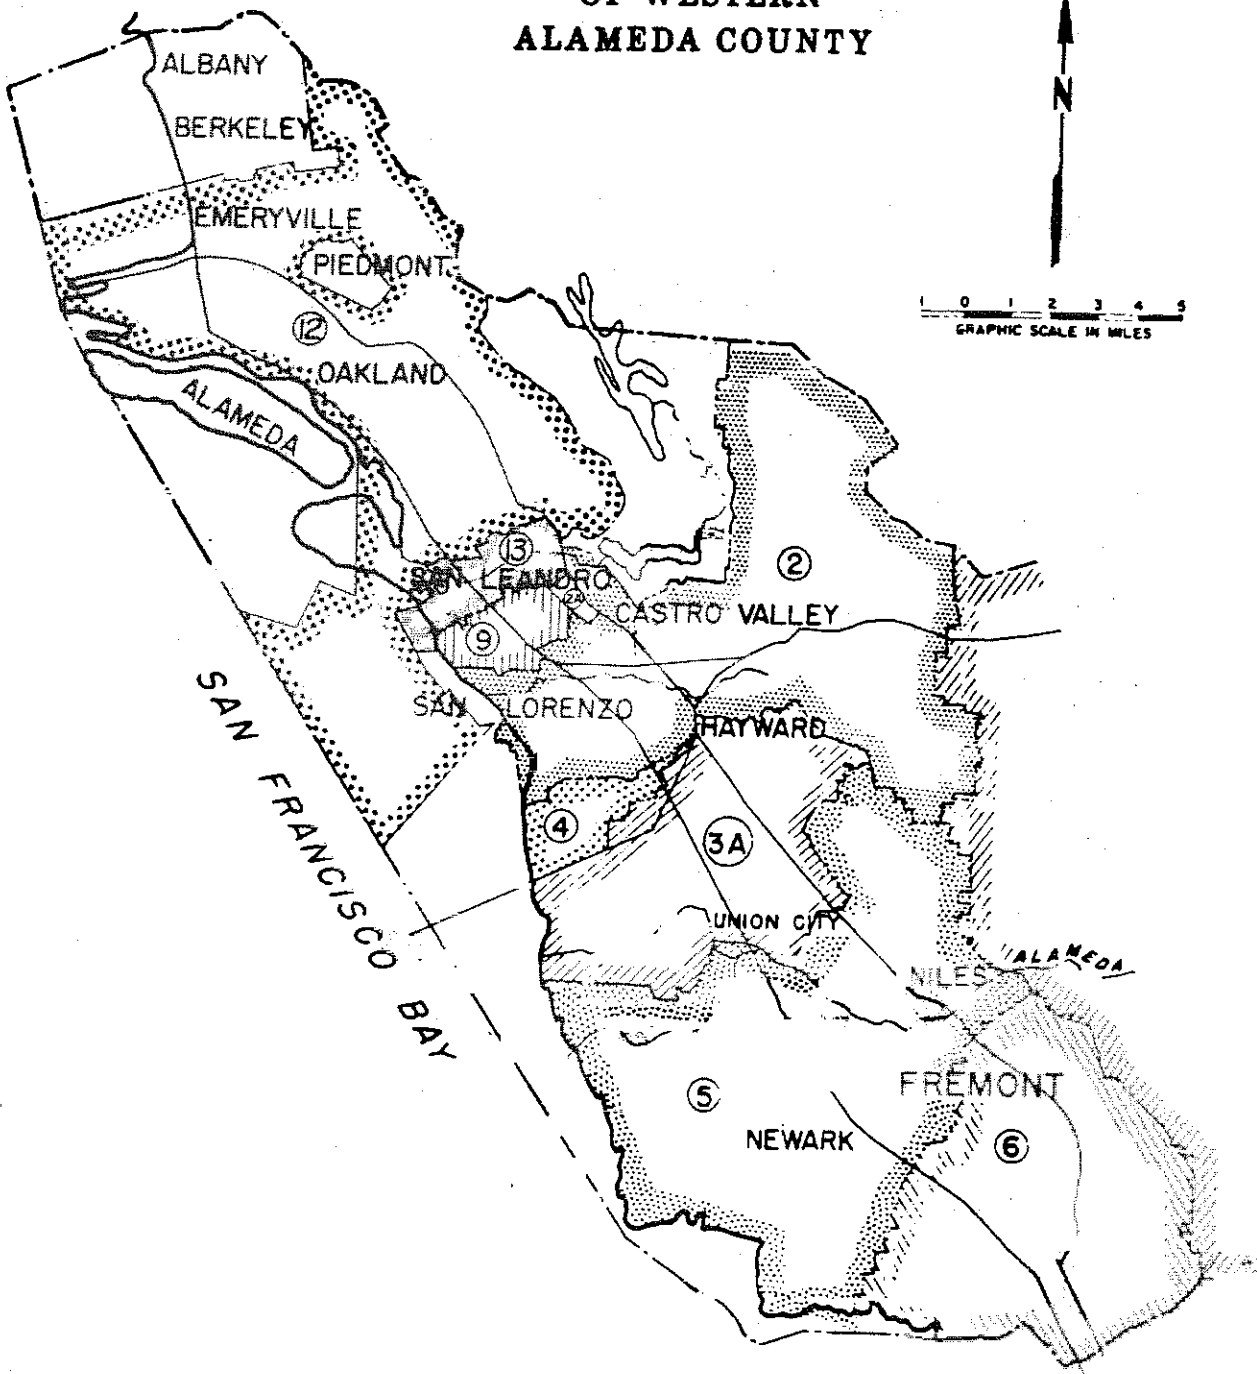 OF WESTERN
ALAMEDA COUNTY
N
1 0 1 2 3 4 5
GRAPHIC SCALE IN MILES
ALBANY
BERKELEY
EMERYVILLE
PIEDMONT
12
OAKLAND
ALAMEDA
13
2
SAN LEANDRO
2A
CASTRO VALLEY
9
SAN LORENZO
HAYWARD
4
3A
UNION CITY
SAN FRANCISCO BAY
NILES
ALAMEDA
FREMONT
5
NEWARK
6